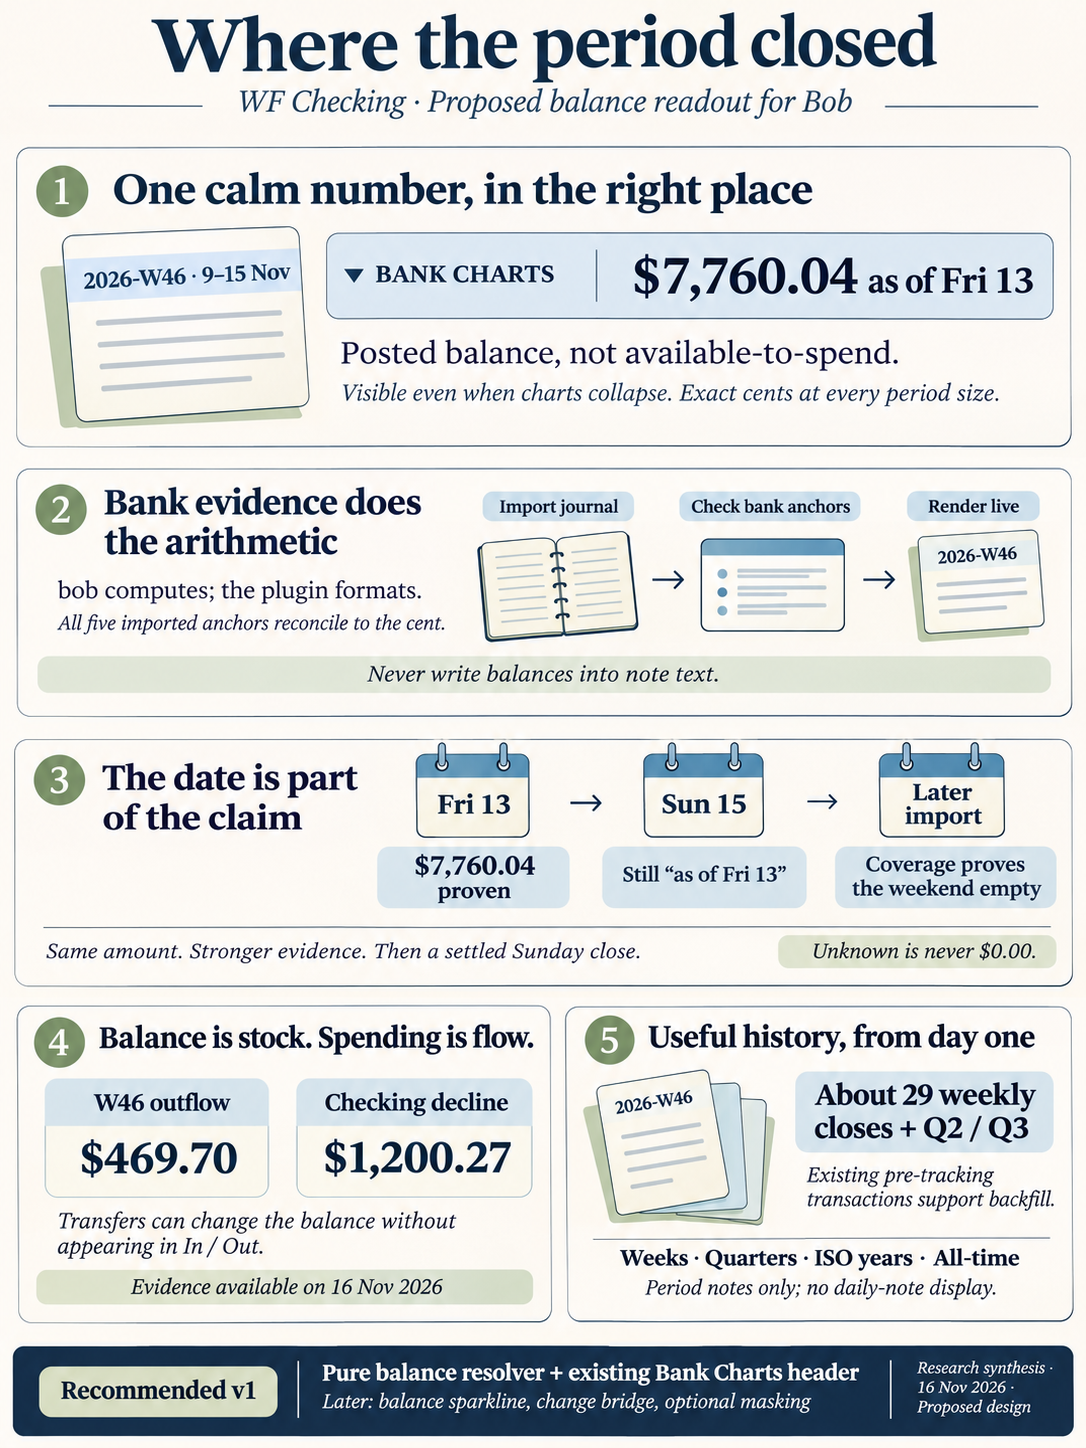 Where the period closed
WF Checking · Proposed balance readout for Bob
1
One calm number, in the right place
2026-W46 · 9–15 Nov
▼ BANK CHARTS
$7,760.04 as of Fri 13
Posted balance, not available-to-spend.
Visible even when charts collapse. Exact cents at every period size.
2
Bank evidence does
the arithmetic
bob computes; the plugin formats.
All five imported anchors reconcile to the cent.
Import journal
→
Check bank anchors
→
Render live
2026-W46
Never write balances into note text.
3
The date is part
of the claim
Fri 13
→
Sun 15
→
Later
import
$7,760.04
proven
Still “as of Fri 13”
Coverage proves
the weekend empty
Same amount. Stronger evidence. Then a settled Sunday close.
Unknown is never $0.00.
4
Balance is stock. Spending is flow.
W46 outflow
$469.70
Checking decline
$1,200.27
Transfers can change the balance without
appearing in In / Out.
Evidence available on 16 Nov 2026
5
Useful history, from day one
2026-W46
About 29 weekly
closes + Q2 / Q3
Existing pre-tracking
transactions support backfill.
Weeks · Quarters · ISO years · All-time
Period notes only; no daily-note display.
Recommended v1
Pure balance resolver + existing Bank Charts header
Later: balance sparkline, change bridge, optional masking
Research synthesis ·
16 Nov 2026 ·
Proposed design